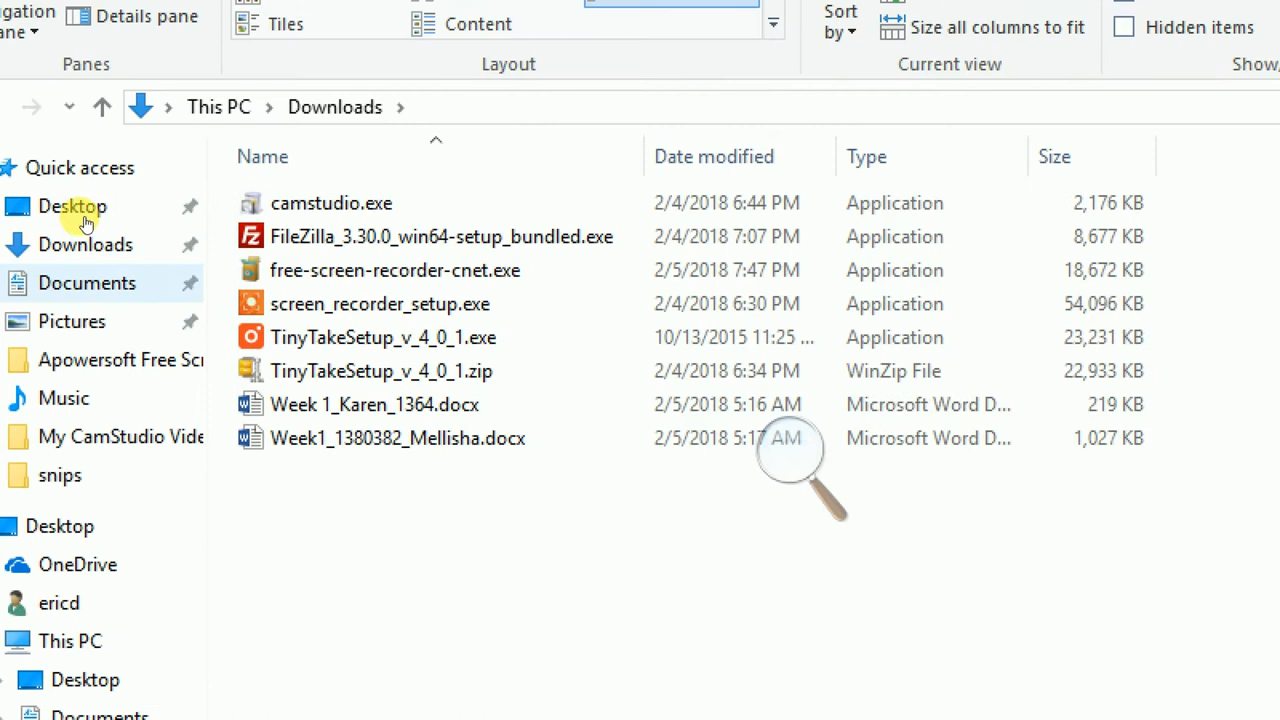 igation
ane
Details pane
Tiles
Content
Sort
by
Size all columns to fit
Hidden items
Panes
Layout
Current view
Show,
This PC > Downloads >
Name Date modified Type Size
Quick access
Desktop
Downloads
Documents
Pictures
Apowersoft Free Scr
Music
My CamStudio Vide
snips
Desktop
OneDrive
ericd
This PC
Desktop
Documents
camstudio.exe 2/4/2018 6:44 PM Application 2,176 KB
FileZilla_3.30.0_win64-setup_bundled.exe 2/4/2018 7:07 PM Application 8,677 KB
free-screen-recorder-cnet.exe 2/5/2018 7:47 PM Application 18,672 KB
screen_recorder_setup.exe 2/4/2018 6:30 PM Application 54,096 KB
TinyTakeSetup_v_4_0_1.exe 10/13/2015 11:25 ... Application 23,231 KB
TinyTakeSetup_v_4_0_1.zip 2/4/2018 6:34 PM WinZip File 22,933 KB
Week 1_Karen_1364.docx 2/5/2018 5:16 AM Microsoft Word D... 219 KB
Week1_1380382_Mellisha.docx 2/5/2018 5:17 AM Microsoft Word D... 1,027 KB